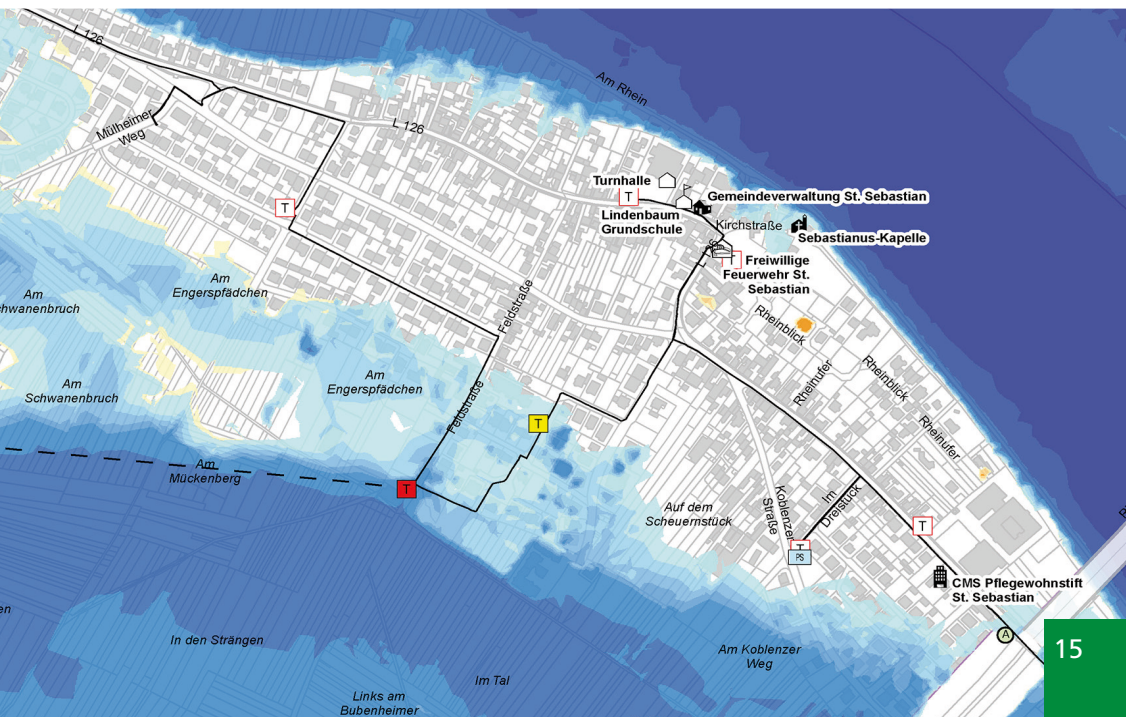 L 126
Am Rhein
Mülheimer
Weg
L 126
Turnhalle
T
Gemeindeverwaltung St. Sebastian
T
Lindenbaum
Grundschule
Kirchstraße
Sebastianus-Kapelle
T
Freiwillige
Feuerwehr St.
Sebastian
Am
Engerspfädchen
Am
Feldstraße
Rheinblick
Rheinufer
Rheinblick
Am
Schwanenbruch
Am
Engerspfädchen
Feldstraße
T
Rheinufer
Am
Mückenberg
T
Auf dem
Scheuernstück
Koblenzer
Straße
Im
Dreistück
T
T
PS
CMS Pflegewohnstift
St. Sebastian
A
In den Strängen
Am Koblenzer
Weg
15
Im Tal
Links am
Bubenheimer